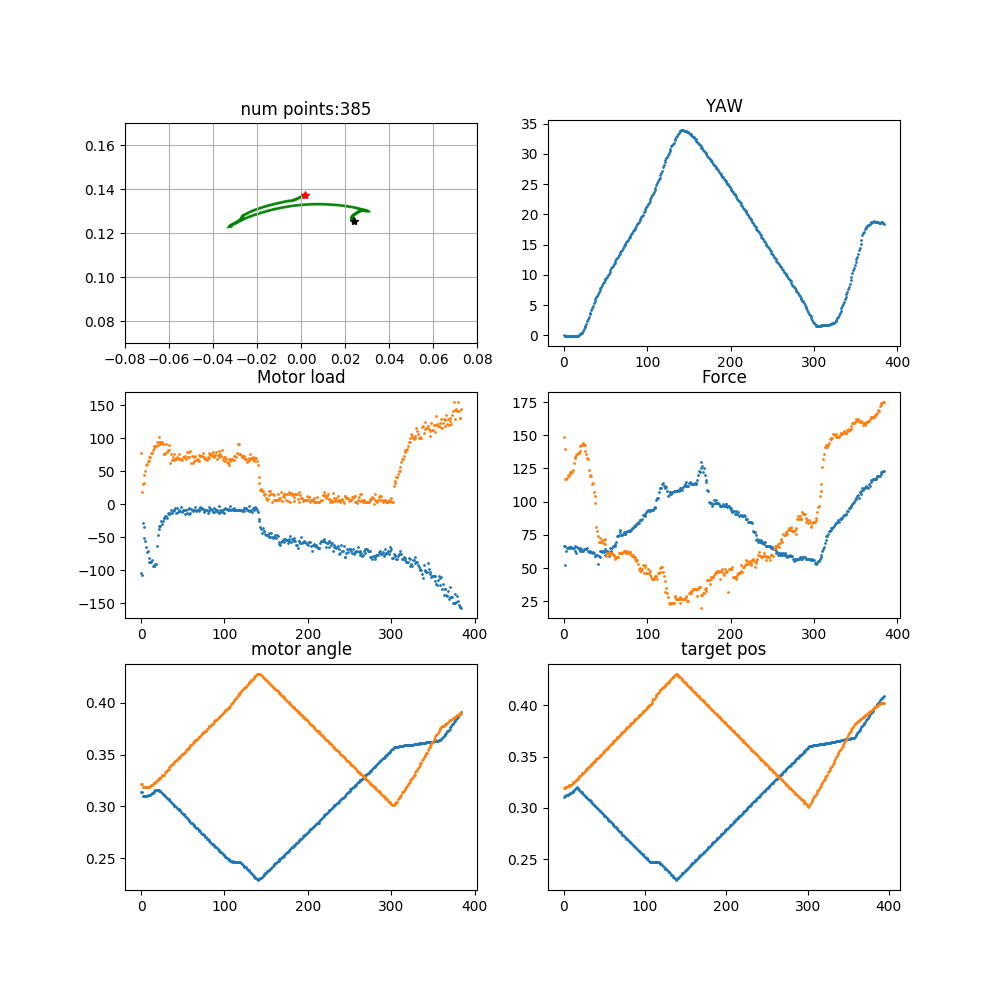 num points:385
YAW
0.16
0.14
0.12
0.10
0.08
−0.08 −0.06 −0.04 −0.02 0.00 0.02 0.04 0.06 0.08
35
30
25
20
15
10
5
0
0 100 200 300 400
Motor load
Force
150
100
50
0
−50
−100
−150
0 100 200 300 400
175
150
125
100
75
50
25
0 100 200 300 400
motor angle
target pos
0.40
0.35
0.30
0.25
0 100 200 300 400
0.40
0.35
0.30
0.25
0 100 200 300 400